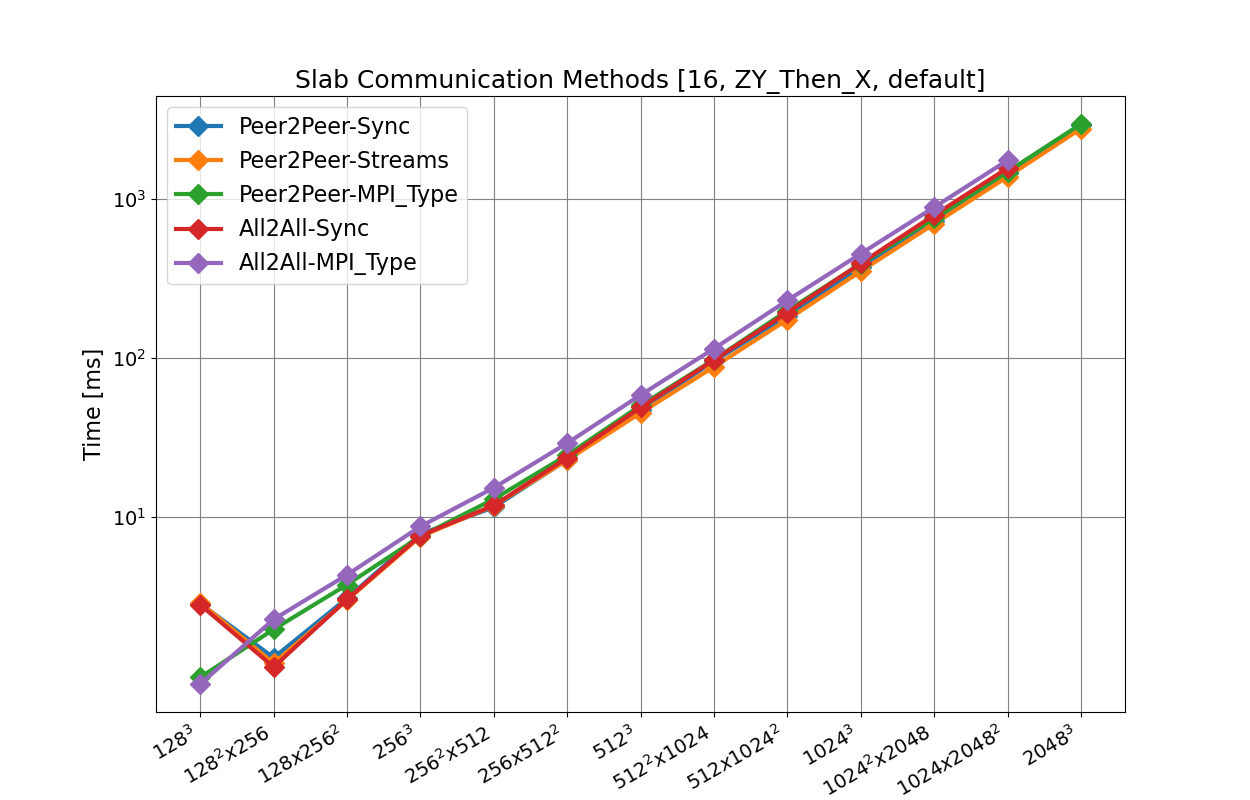 Slab Communication Methods [16, ZY_Then_X, default]
Peer2Peer-Sync
Peer2Peer-Streams
Peer2Peer-MPI_Type
All2All-Sync
All2All-MPI_Type
Time [ms]
10³
10²
10¹
128³
128²x256
128x256²
256³
256²x512
256x512²
512³
512²x1024
512x1024²
1024³
1024²x2048
1024x2048²
2048³